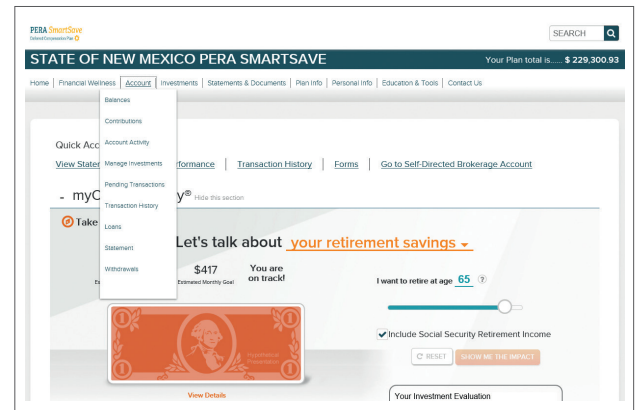 PERA SmartSave
Deferred Compensation Plan
SEARCH
STATE OF NEW MEXICO PERA SMARTSAVE
Your Plan total is...... $ 229,300.93
Home | Financial Wellness | Account | Investments | Statements & Documents | Plan Info | Personal Info | Education & Tools | Contact Us
Balances
Contributions
Account Activity
Manage Investments
Pending Transactions
Transaction History
Loans
Statement
Withdrawals
Quick Acc
View Stater
formance | Transaction History | Forms | Go to Self-Directed Brokerage Account
- myO
y® Hide this section
Take
Let's talk about your retirement savings
$417
Estimated Monthly Goal
You are
on track!
I want to retire at age 65 ?
Include Social Security Retirement Income
RESET
SHOW ME THE IMPACT
Hypothetical
Presentation
View Details
Your Investment Evaluation